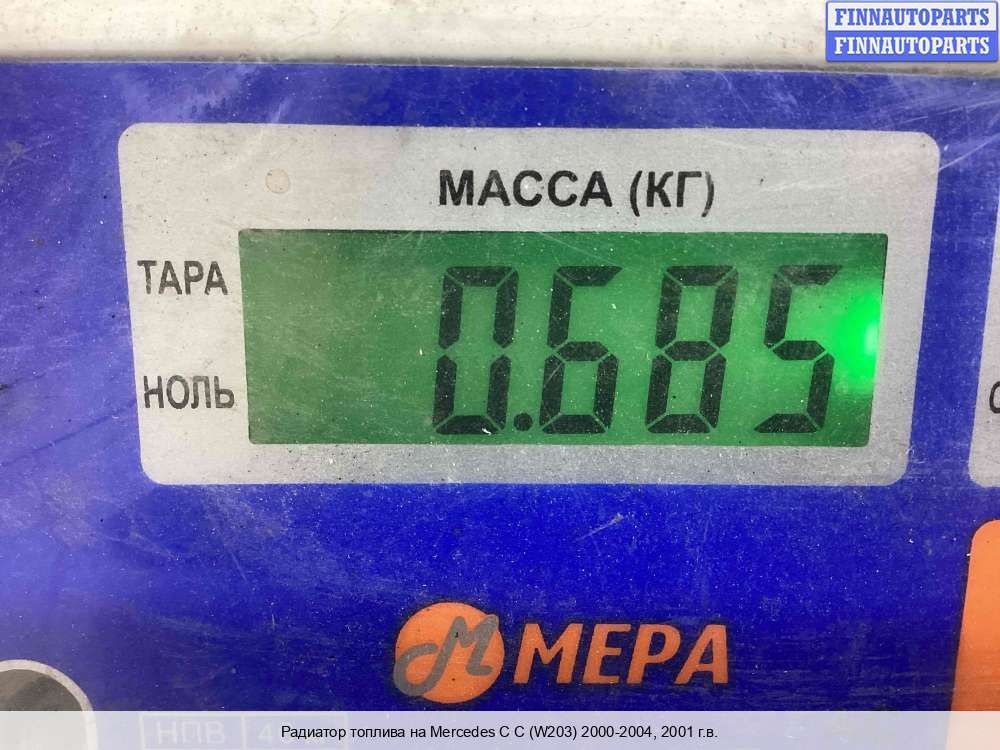 FINNAUTOPARTS
FINNAUTOPARTS
МАССА (КГ)
ТАРА
0.685
НОЛЬ
МЕРА
НПВ
Радиатор топлива на Mercedes C C (W203) 2000-2004, 2001 г.в.